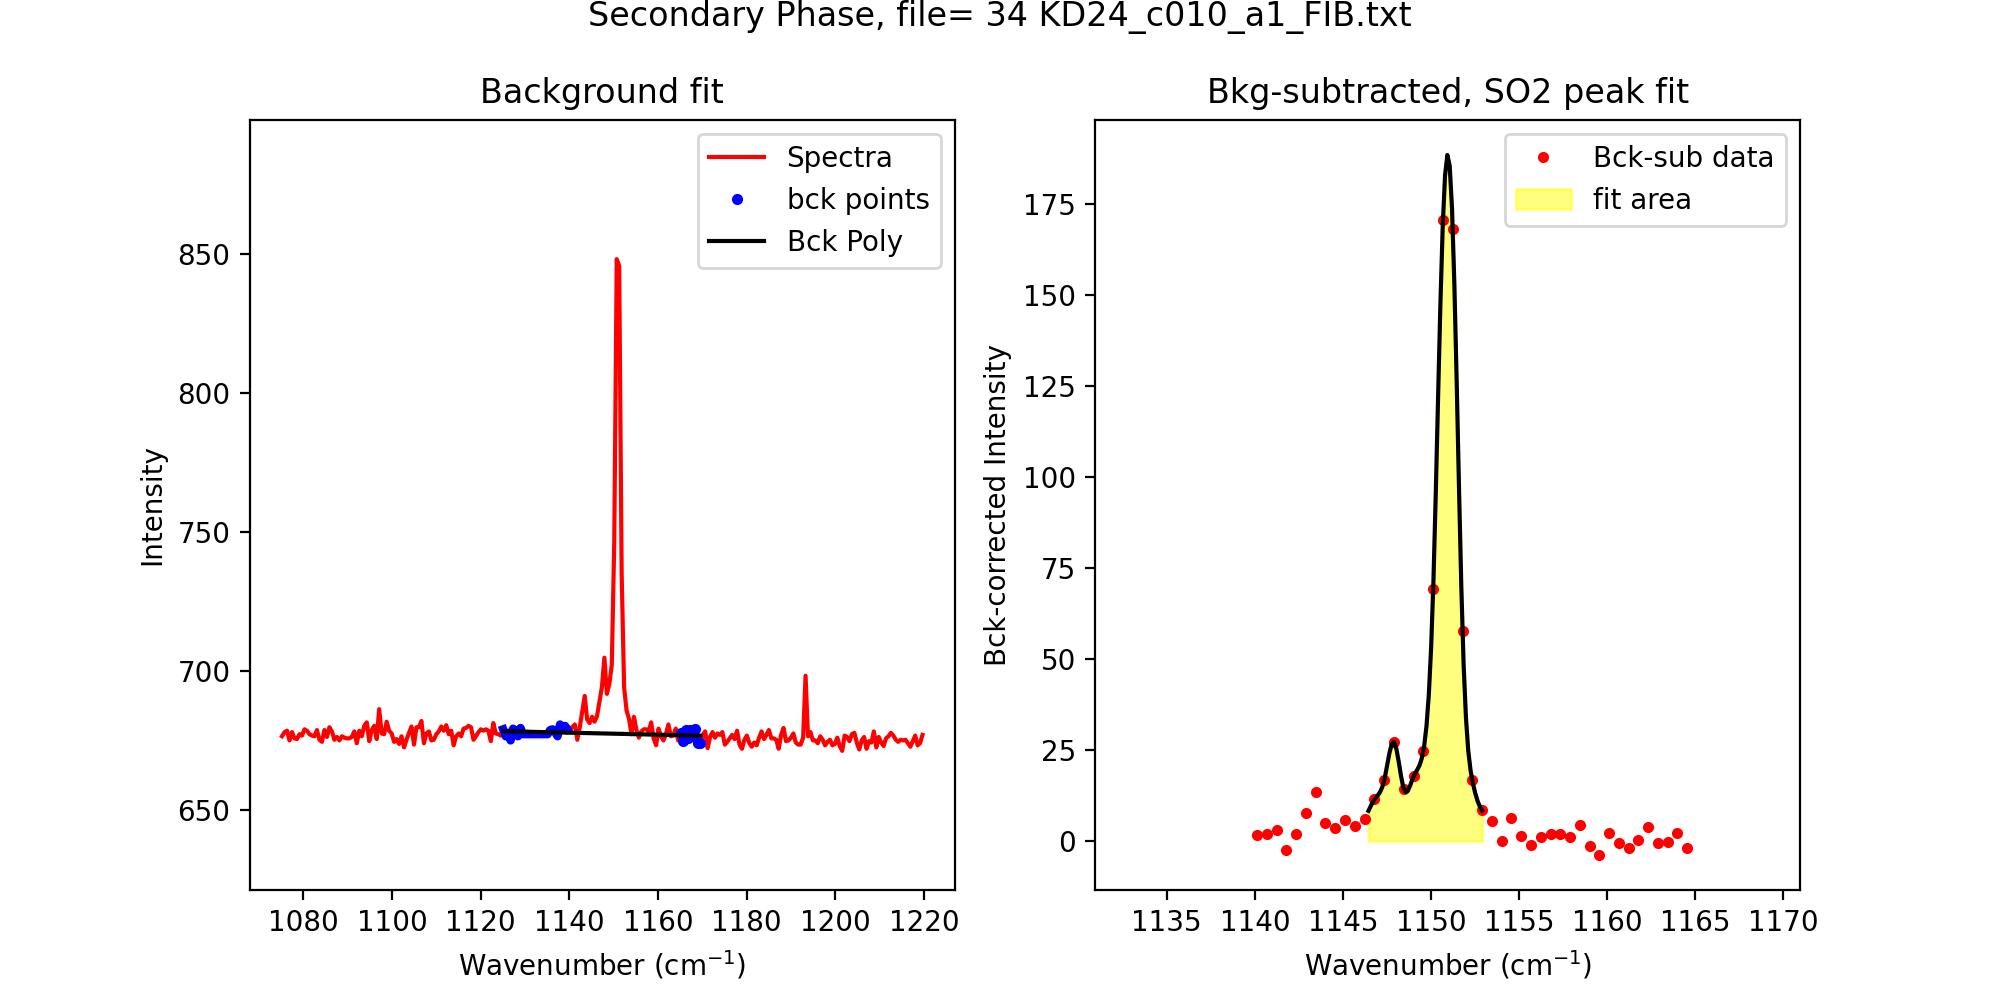 Secondary Phase, file= 34 KD24_c010_a1_FIB.txt
Background fit
Spectra
bck points
Bck Poly
850
800
750
700
650
Intensity
1080 1100 1120 1140 1160 1180 1200 1220
Wavenumber (cm⁻¹)
Bkg-subtracted, SO2 peak fit
Bck-sub data
fit area
175
150
125
100
75
50
25
0
Bck-corrected Intensity
1135 1140 1145 1150 1155 1160 1165 1170
Wavenumber (cm⁻¹)